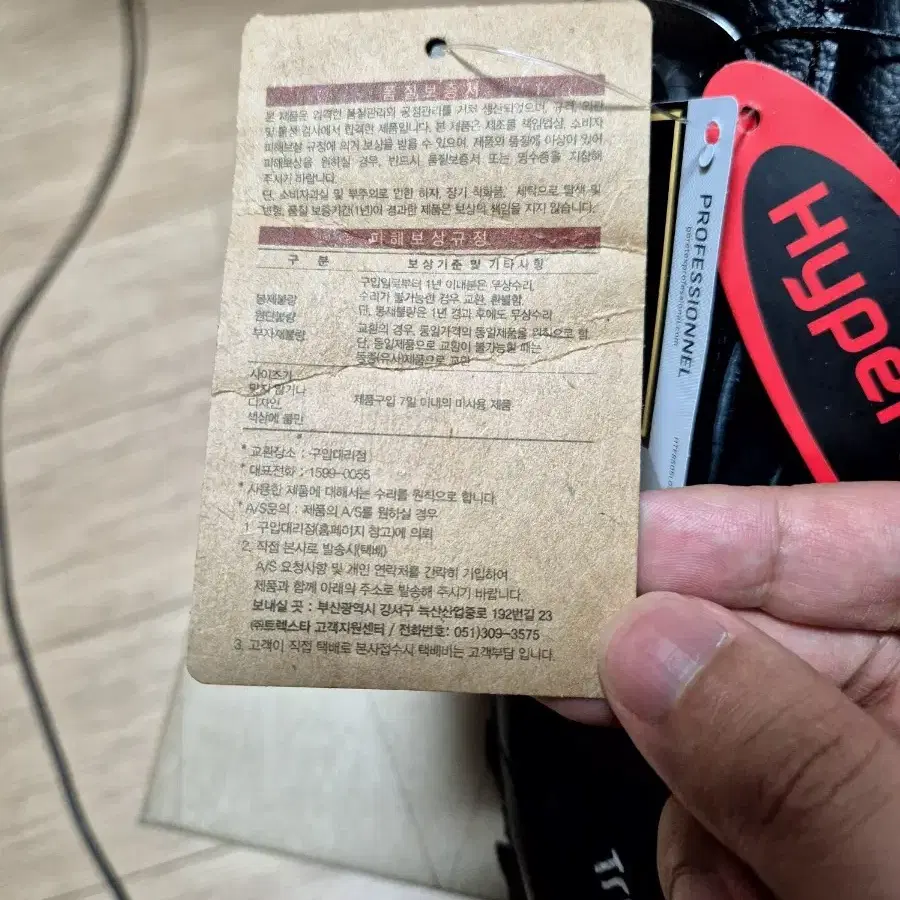 품질보증서
본 제품은 엄격한 품질관리와 공정관리를 거쳐 생산되었으며, 규격, 외관
및 품질 검사에서 합격한 제품입니다. 본 제품은 제조물 책임법상, 소비자
피해보상 규정에 의거 보상을 받을 수 있으며, 제품의 품질에 이상이 있어
피해보상을 원하실 경우, 반드시 품질보증서 또는 영수증을 지참해
주시기 바랍니다.
단, 소비자과실 및 부주의로 인한 하자, 장기 착화품, 세탁으로 탈색 및
변형, 품질 보증기간(1년)이 경과한 제품은 보상의 책임을 지지 않습니다.
피해보상규정
구 분 보상기준 및 기타사항
구입일로부터 1년 이내분은 무상수리,
봉제불량 수리가 불가능한 경우 교환, 환불함.
원단불량 단, 봉제불량은 1년 경과 후에도 무상수리
부자재불량 교환의 경우, 동일가격의 동일제품을 원칙으로 함.
단, 동일제품으로 교환이 불가능할 때는
동종(유사)제품으로 교환
사이즈가
맞지 않거나
디자인 제품구입 7일 이내의 미사용 제품
색상에 불만
* 교환장소 : 구입대리점
* 대표전화 : 1599-0055
* 사용한 제품에 대해서는 수리를 원칙으로 합니다.
* A/S문의 : 제품의 A/S를 원하실 경우
1. 구입대리점(홈페이지 참고)에 의뢰
2. 직접 본사로 발송시(택배)
A/S 요청사항 및 개인 연락처를 간략히 기입하여
제품과 함께 아래의 주소로 발송해 주시기 바랍니다.
보내실 곳 : 부산광역시 강서구 녹산산업중로 192번길 23
㈜트렉스타 고객지원센터 / 전화번호: 051)309-3575
3. 고객이 직접 택배로 본사접수시 택배비는 고객부담 입니다.
PROFESSIONNEL
goretexprofessional.com
Hyper